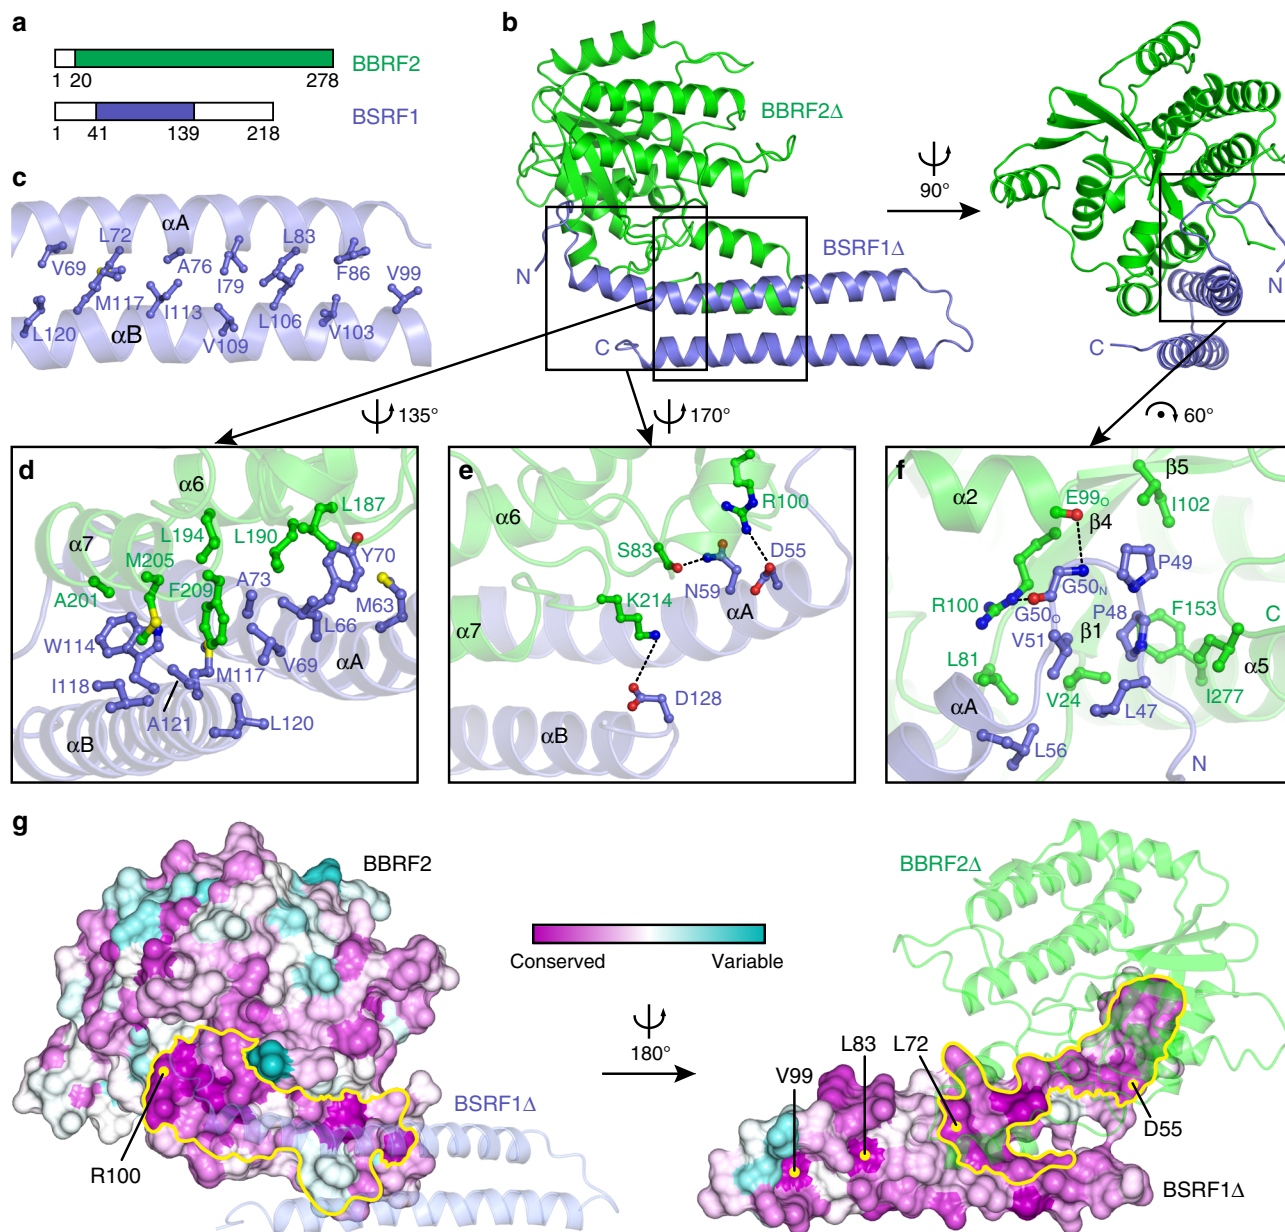 a
BBRF2
1 20 278
BSRF1
1 41 139 218
b
BBRF2Δ
BSRF1Δ
N
C
90°
N
C
c
αA
L72
L83
V69
A76
I79
F86
V99
M117
I113
L106
L120
αB
V109
V103
135°
170°
60°
d
α6
L187
α7
L194
L190
M205
Y70
A201
F209
A73
M63
W114
L66
V69
αA
I118
M117
A121
L120
αB
e
α6
R100
S83
D55
N59
K214
αA
α7
D128
αB
f
β5
α2
E99O
I102
β4
P49
G50N
R100
G50O
P48
F153
C
V51
β1
L81
α5
V24
I277
αA
L47
L56
N
g
BBRF2
BBRF2Δ
Conserved Variable
180°
L83
L72
V99
BSRF1Δ
R100
D55
BSRF1Δ